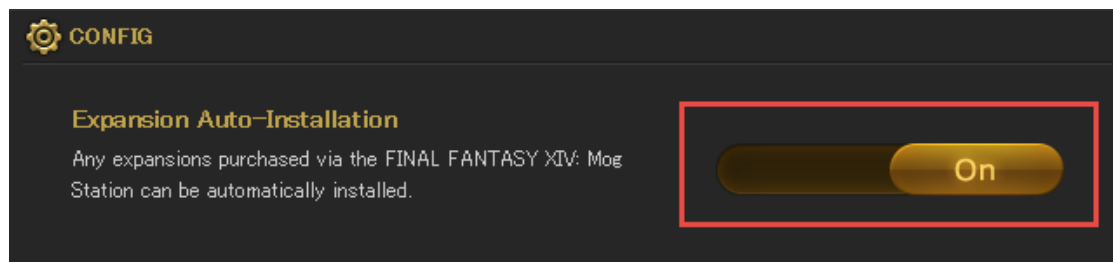 CONFIG
Expansion Auto-Installation
Any expansions purchased via the FINAL FANTASY XIV: Mog
Station can be automatically installed.
On